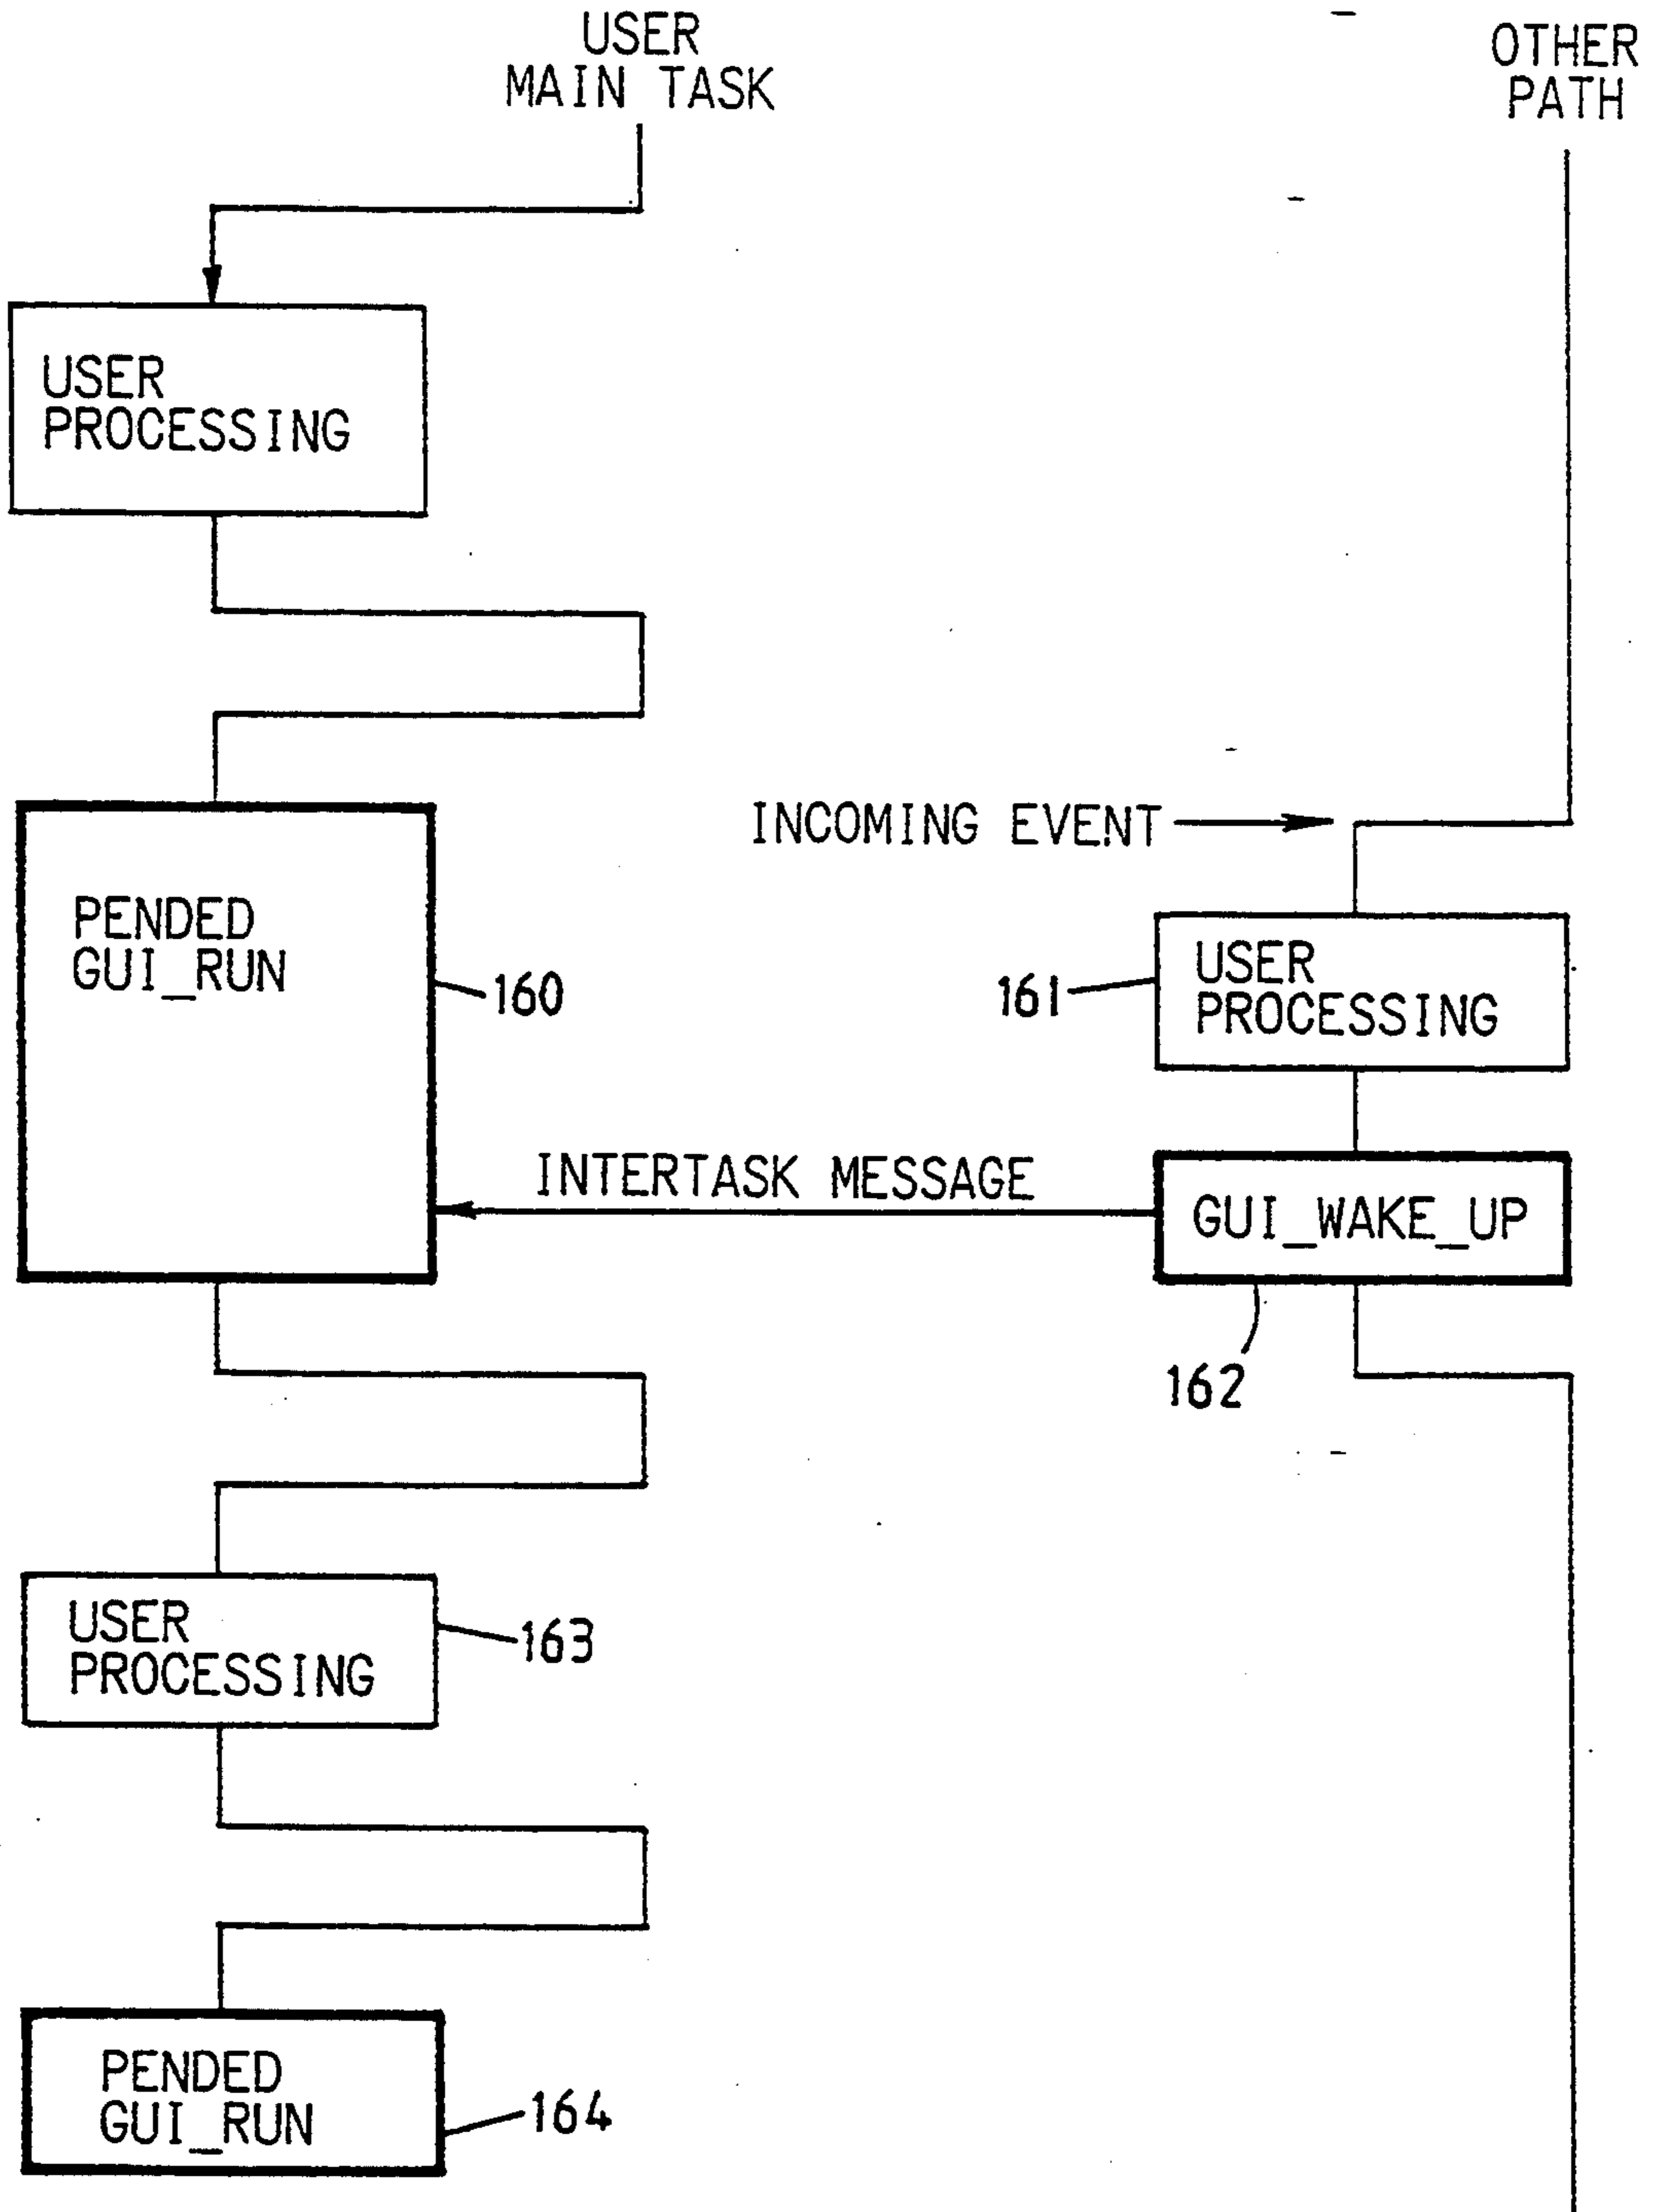 USER
MAIN TASK
OTHER
PATH
USER
PROCESSING
INCOMING EVENT
PENDED
GUI_RUN
160
161
USER
PROCESSING
INTERTASK MESSAGE
GUI_WAKE_UP
162
USER
PROCESSING
163
PENDED
GUI_RUN
164